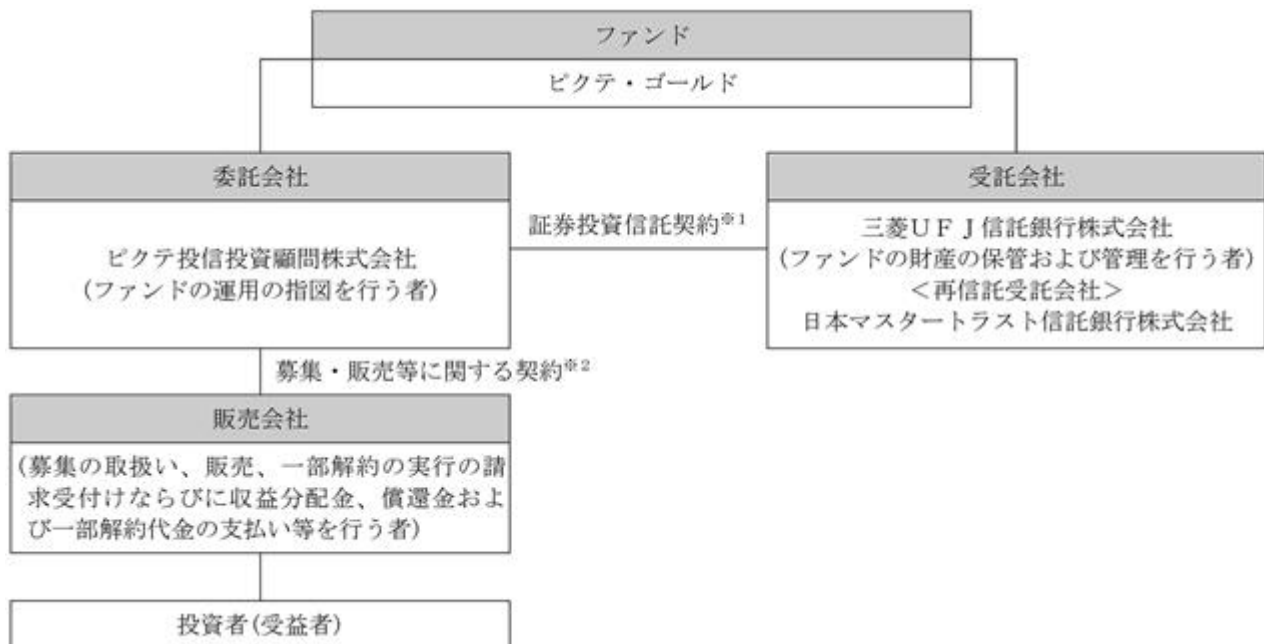 ファンド
ピクテ・ゴールド
委託会社
ピクテ投信投資顧問株式会社
(ファンドの運用の指図を行う者)
証券投資信託契約※1
受託会社
三菱UFJ信託銀行株式会社
(ファンドの財産の保管および管理を行う者)
<再信託受託会社>
日本マスタートラスト信託銀行株式会社
募集・販売等に関する契約※2
販売会社
(募集の取扱い、販売、一部解約の実行の請
求受付けならびに収益分配金、償還金およ
び一部解約代金の支払い等を行う者)
投資者(受益者)